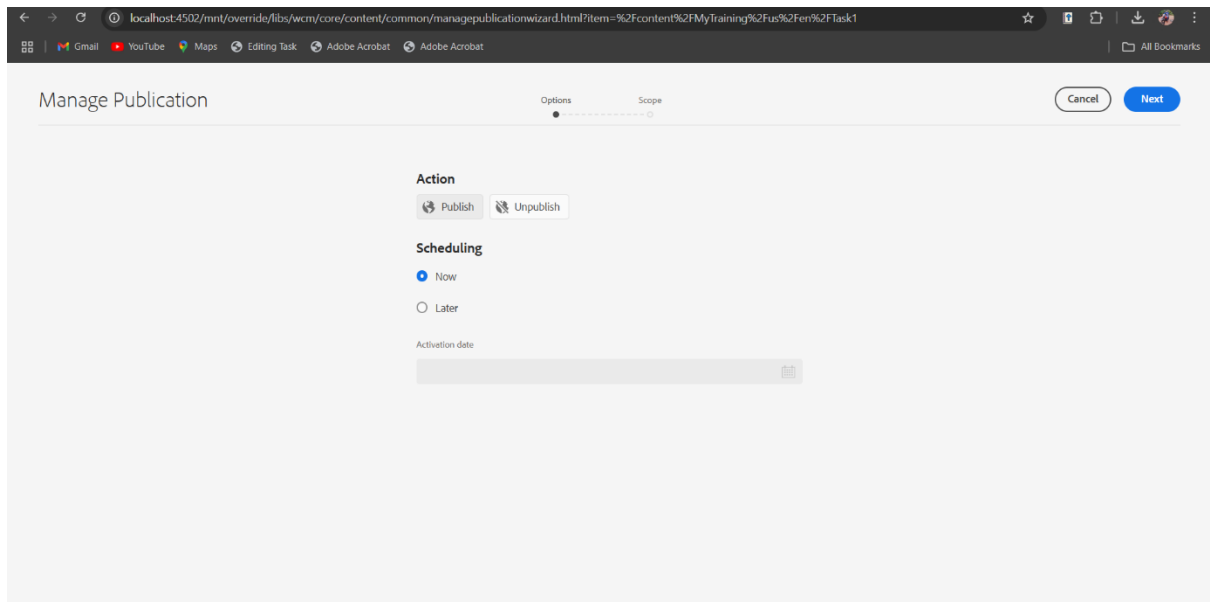 localhost:4502/mnt/override/libs/wcm/core/content/common/managepublicationwizard.html?item=%2Fcontent%2FMyTraining%2Fus%2Fen%2FTask1
Gmail YouTube Maps Editing Task Adobe Acrobat Adobe Acrobat All Bookmarks
Manage Publication Options Scope Cancel Next
Action
Publish Unpublish
Scheduling
Now
Later
Activation date